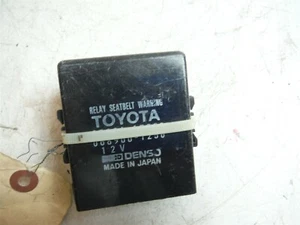 RELAY SEATBELT WARNING
TOYOTA
12V
DENSO
MADE IN JAPAN